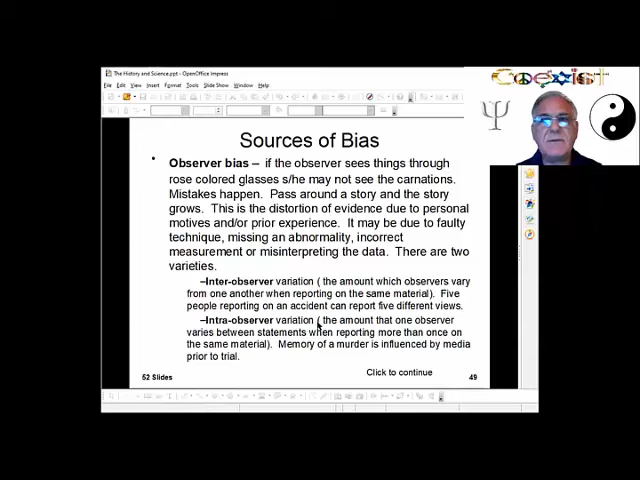 The History and Science.ppt - OpenOffice Impress
File Edit View Insert Format Tools Slide Show Window Help
Coexist
Sources of Bias
• Observer bias – if the observer sees things through
rose colored glasses s/he may not see the carnations.
Mistakes happen. Pass around a story and the story
grows. This is the distortion of evidence due to personal
motives and/or prior experience. It may be due to faulty
technique, missing an abnormality, incorrect
measurement or misinterpreting the data. There are two
varieties.
–Inter-observer variation ( the amount which observers vary
from one another when reporting on the same material). Five
people reporting on an accident can report five different views.
–Intra-observer variation ( the amount that one observer
varies between statements when reporting more than once on
the same material). Memory of a murder is influenced by media
prior to trial.
Click to continue
52 Slides
49